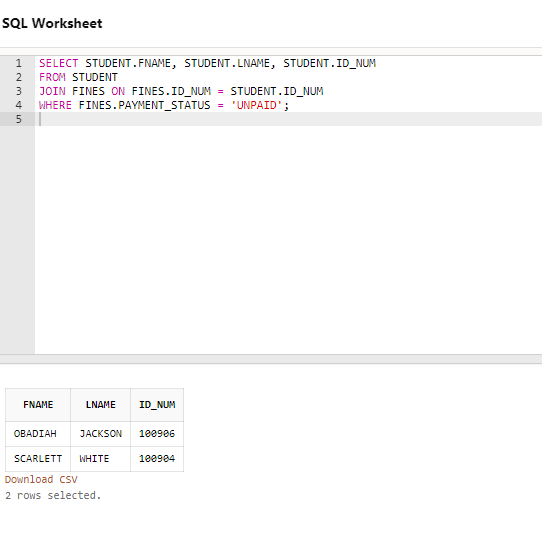 SQL Worksheet
1 SELECT STUDENT.FNAME, STUDENT.LNAME, STUDENT.ID_NUM
2 FROM STUDENT
3 JOIN FINES ON FINES.ID_NUM = STUDENT.ID_NUM
4 WHERE FINES.PAYMENT_STATUS = 'UNPAID';
5
FNAME LNAME ID_NUM
OBADIAH JACKSON 100906
SCARLETT WHITE 100904
Download CSV
2 rows selected.